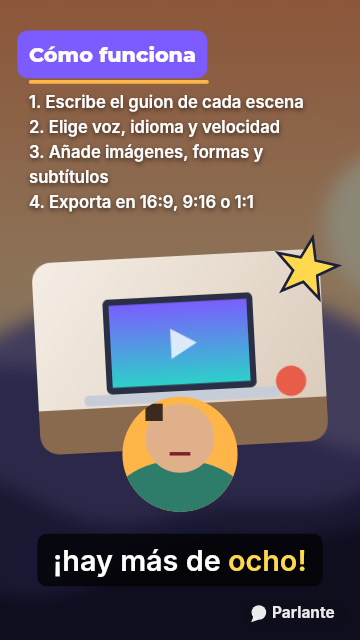 Cómo funciona
1. Escribe el guion de cada escena
2. Elige voz, idioma y velocidad
3. Añade imágenes, formas y
subtítulos
4. Exporta en 16:9, 9:16 o 1:1
¡hay más de ocho!
Parlante